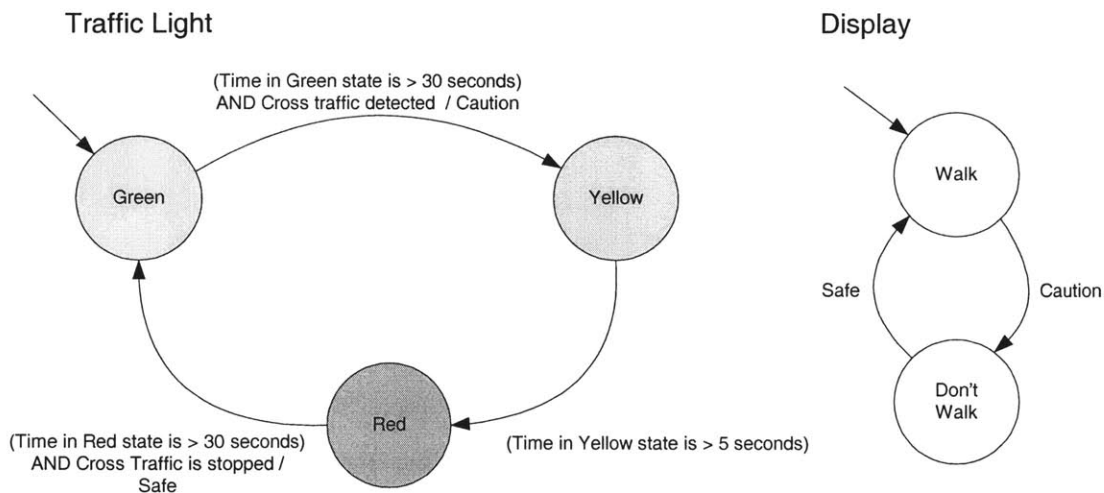 Traffic Light
Display
(Time in Green state is > 30 seconds)
AND Cross traffic detected / Caution
Green
Yellow
Walk
Safe
Caution
Don't
Walk
Red
(Time in Red state is > 30 seconds)
AND Cross Traffic is stopped /
Safe
(Time in Yellow state is > 5 seconds)